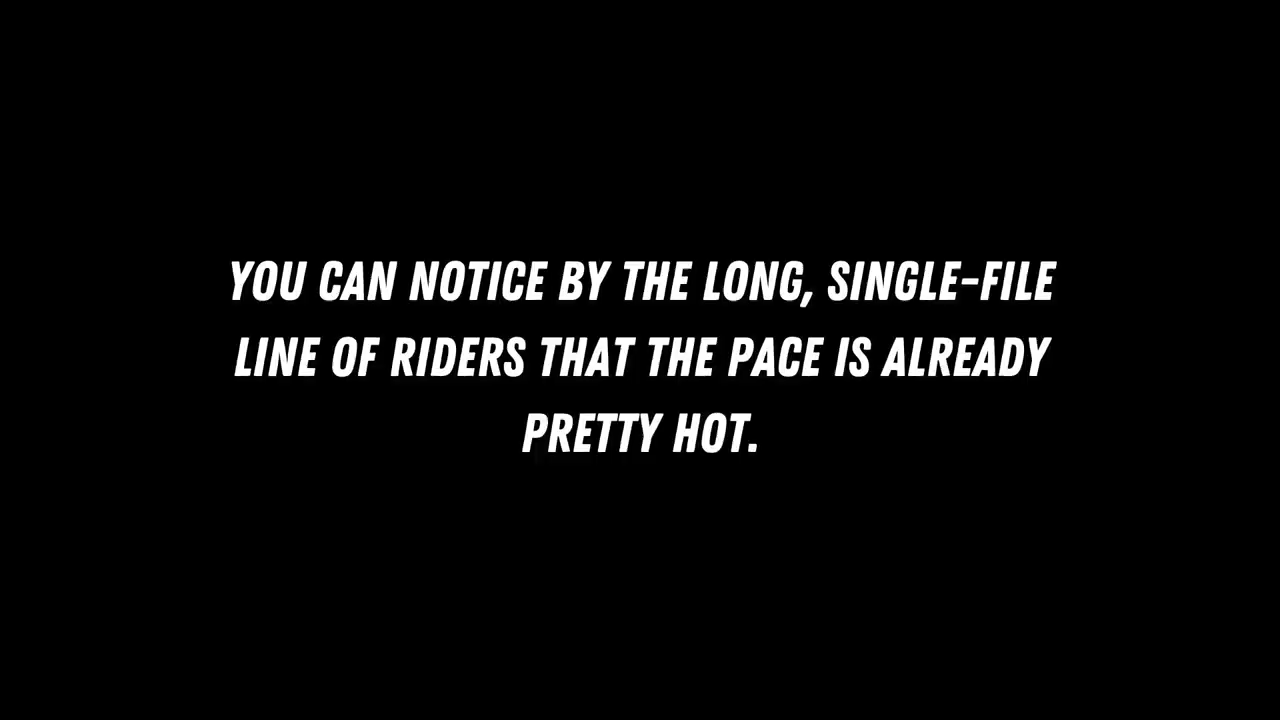 YOU CAN NOTICE BY THE LONG, SINGLE-FILE
LINE OF RIDERS THAT THE PACE IS ALREADY
PRETTY HOT.